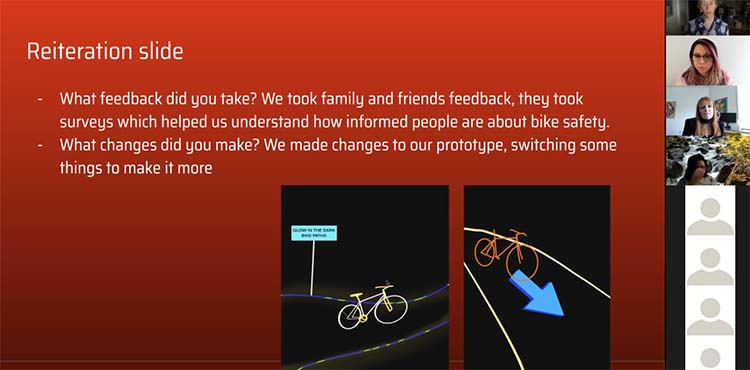 Reiteration slide
- What feedback did you take? We took family and friends feedback, they took
surveys which helped us understand how informed people are about bike safety.
- What changes did you make? We made changes to our prototype, switching some
things to make it more
GLOW IN THE DARK
BIKE PATHS